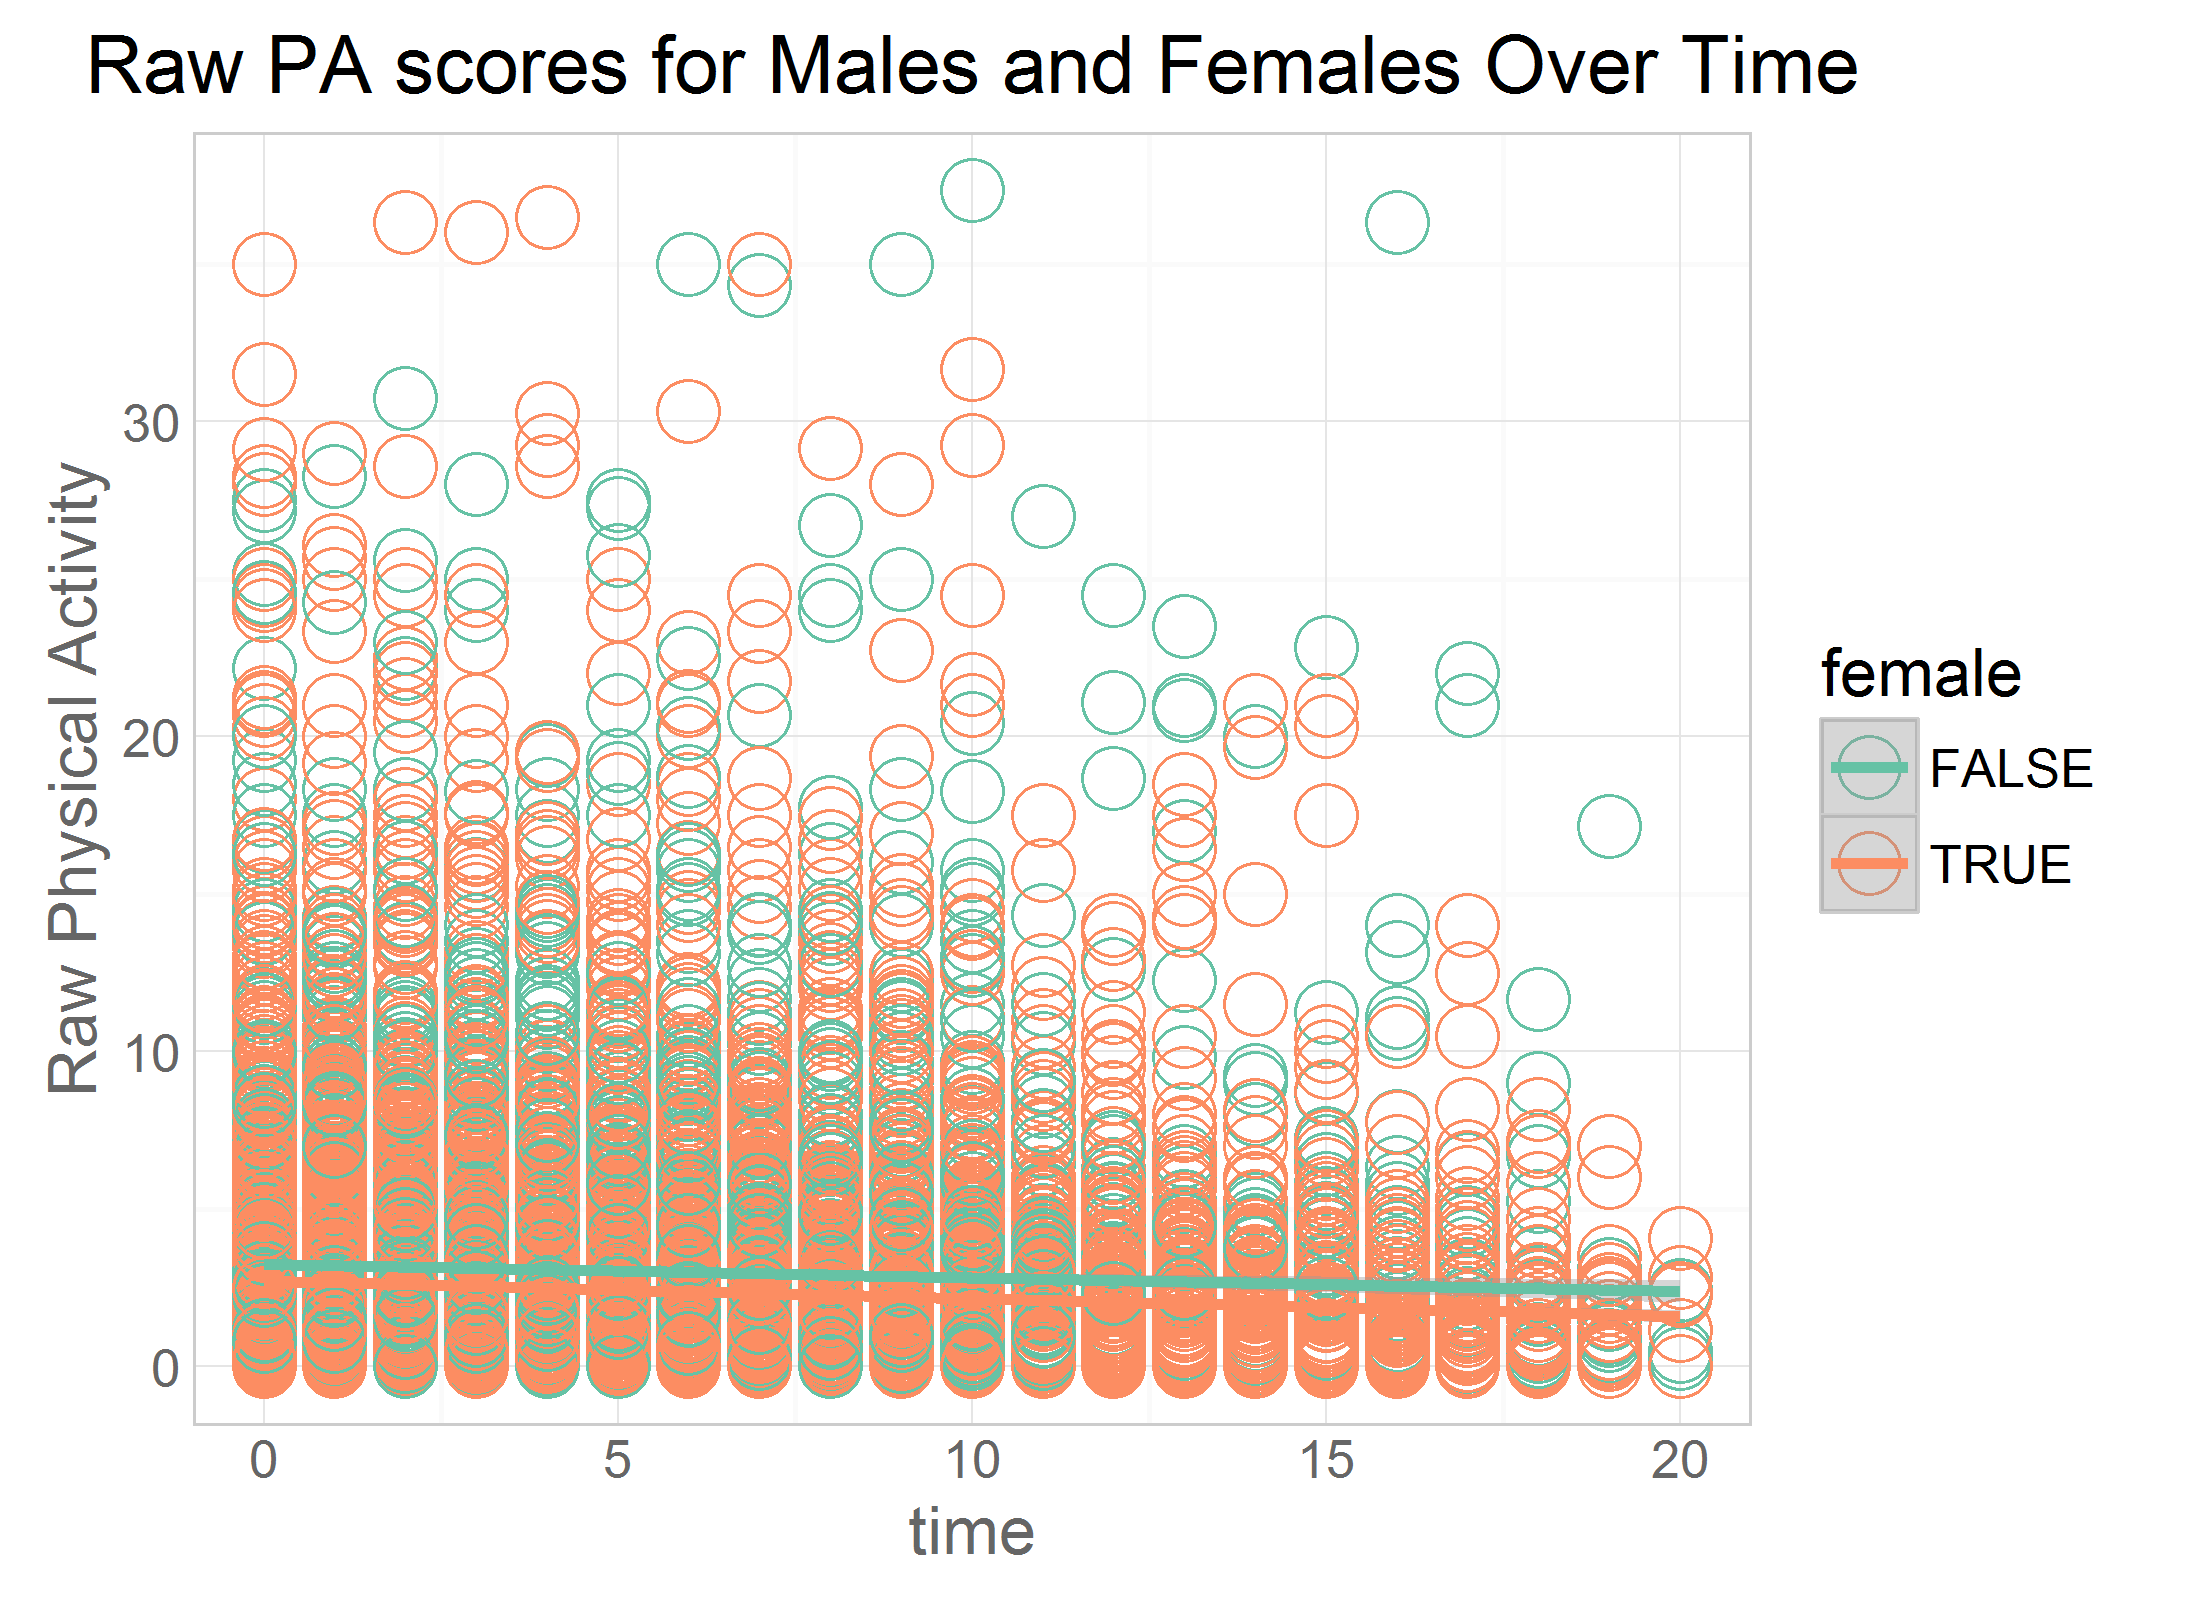 Raw PA scores for Males and Females Over Time
Raw Physical Activity
30
20
10
0
0 5 10 15 20
time
female
FALSE
TRUE